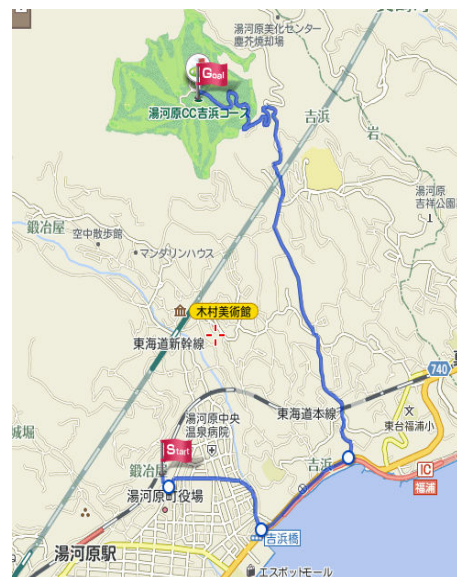 湯河原美化センター
塵芥焼却場
Goal
湯河原CC吉浜コース
吉浜
岩
湯河原
吉祥公園
鍛冶屋
空中散歩館
マンダリンハウス
木村美術館
東海道新幹線
740
湯河原中央
温泉病院
東海道本線
東台福浦小
城堀
Start
鍛冶屋
吉浜
IC
福浦
湯河原町役場
吉浜橋
湯河原駅
エスポットモール